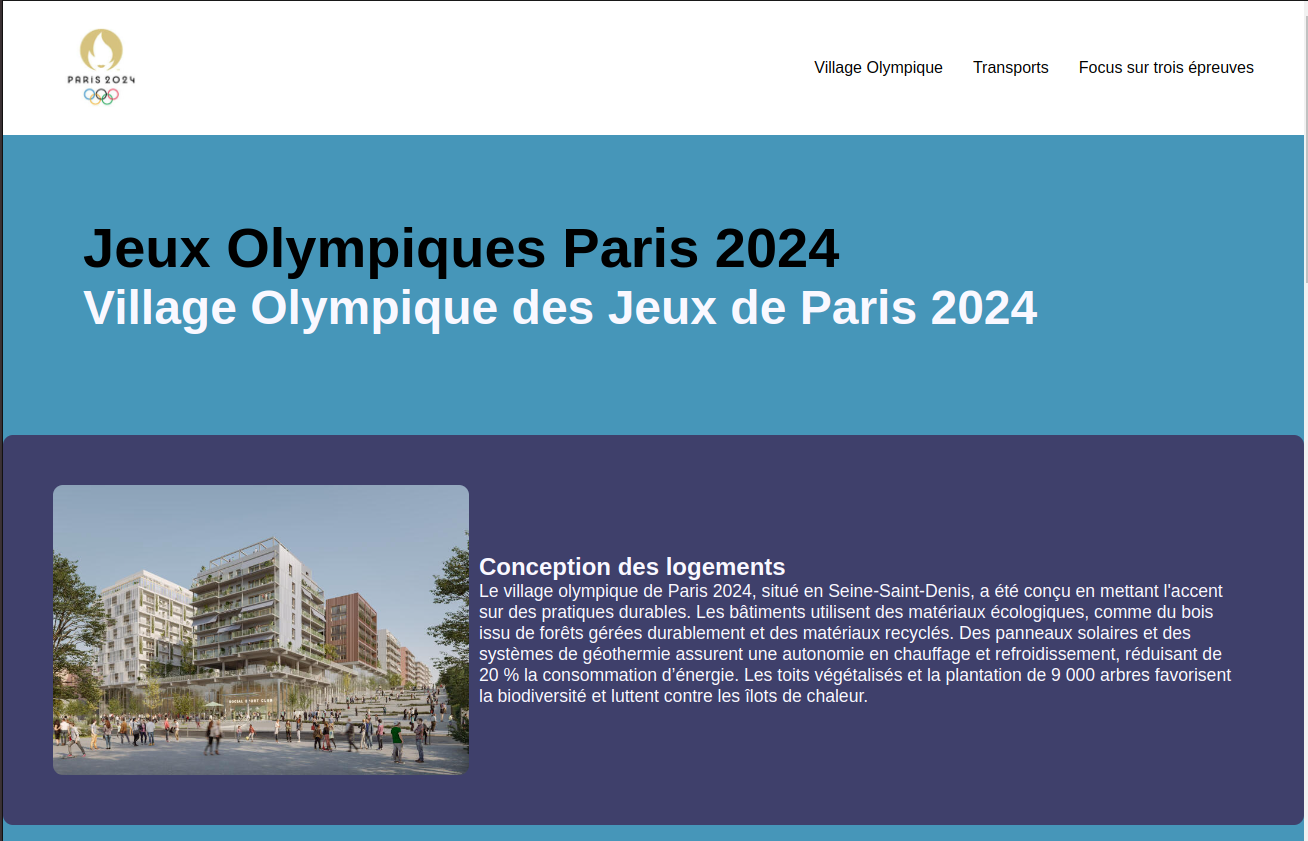 PARIS 2024
Village Olympique
Transports
Focus sur trois épreuves
Jeux Olympiques Paris 2024
Village Olympique des Jeux de Paris 2024
Conception des logements
Le village olympique de Paris 2024, situé en Seine-Saint-Denis, a été conçu en mettant l'accent
sur des pratiques durables. Les bâtiments utilisent des matériaux écologiques, comme du bois
issu de forêts gérées durablement et des matériaux recyclés. Des panneaux solaires et des
systèmes de géothermie assurent une autonomie en chauffage et refroidissement, réduisant de
20 % la consommation d’énergie. Les toits végétalisés et la plantation de 9 000 arbres favorisent
la biodiversité et luttent contre les îlots de chaleur.